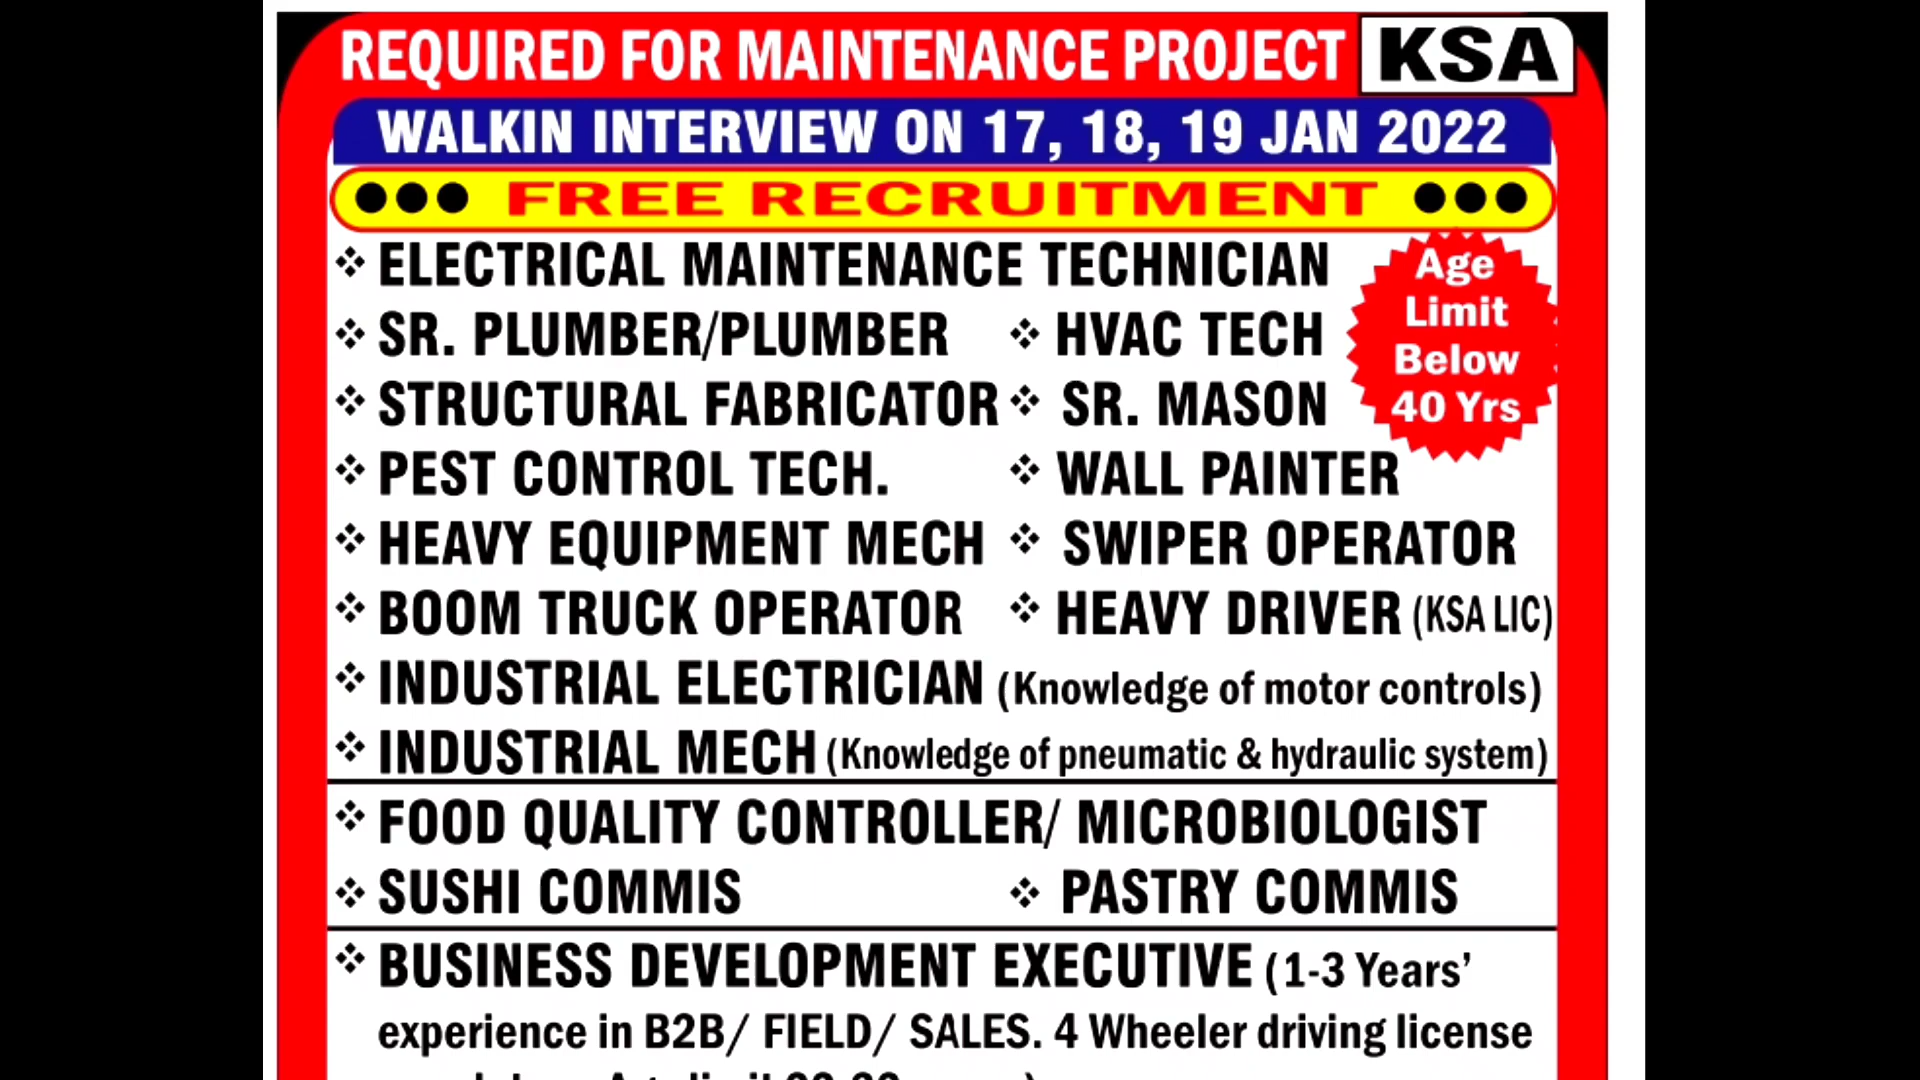 REQUIRED FOR MAINTENANCE PROJECT KSA
WALKIN INTERVIEW ON 17, 18, 19 JAN 2022
FREE RECRUITMENT
❖ ELECTRICAL MAINTENANCE TECHNICIAN
Age
Limit
Below
40 Yrs
❖ SR. PLUMBER/PLUMBER ❖ HVAC TECH
❖ STRUCTURAL FABRICATOR ❖ SR. MASON
❖ PEST CONTROL TECH. ❖ WALL PAINTER
❖ HEAVY EQUIPMENT MECH ❖ SWIPER OPERATOR
❖ BOOM TRUCK OPERATOR ❖ HEAVY DRIVER (KSA LIC)
❖ INDUSTRIAL ELECTRICIAN (Knowledge of motor controls)
❖ INDUSTRIAL MECH (Knowledge of pneumatic & hydraulic system)
❖ FOOD QUALITY CONTROLLER/ MICROBIOLOGIST
❖ SUSHI COMMIS ❖ PASTRY COMMIS
❖ BUSINESS DEVELOPMENT EXECUTIVE (1-3 Years’
experience in B2B/ FIELD/ SALES. 4 Wheeler driving license